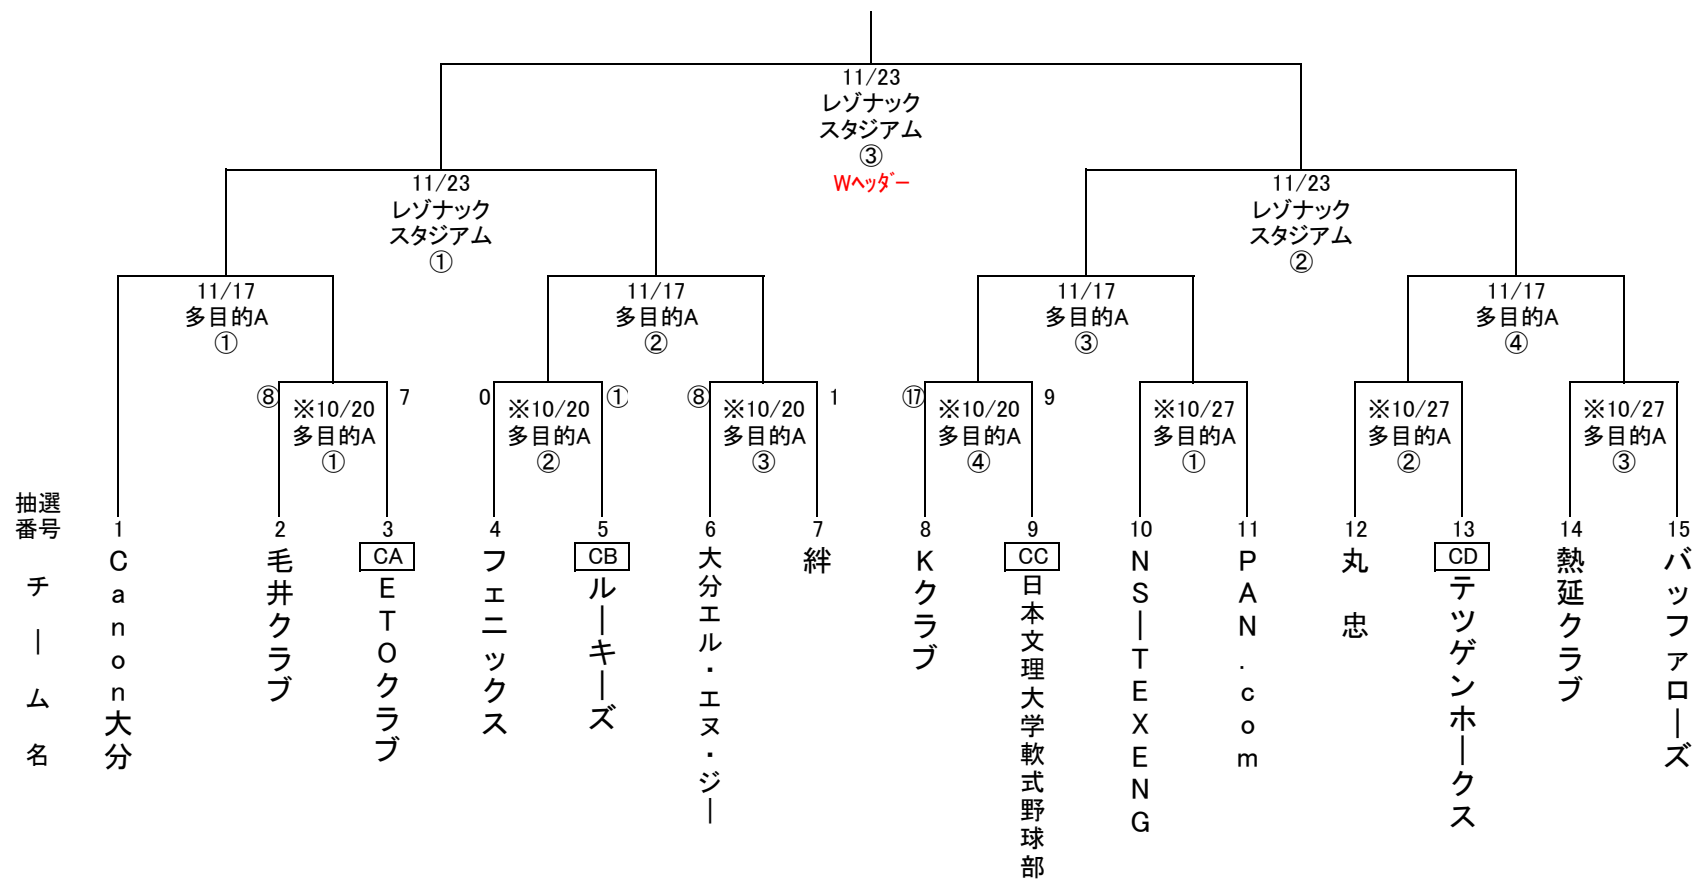 11/23
レゾナック
スタジアム
③
Wヘッダー
11/23
レゾナック
スタジアム
①
11/23
レゾナック
スタジアム
②
11/17
多目的A
①
11/17
多目的A
②
11/17
多目的A
③
11/17
多目的A
④
⑧ 7
※10/20
多目的A
①
0 ①
※10/20
多目的A
②
⑧ 1
※10/20
多目的A
③
⑰ 9
※10/20
多目的A
④
※10/27
多目的A
①
※10/27
多目的A
②
※10/27
多目的A
③
抽選
番号
1 2 3 4 5 6 7 8 9 10 11 12 13 14 15
CA CB CC CD
チーム名
Canon大分
毛井クラブ
ETOクラブ
フェニックス
ルーキーズ
大分エル・エヌ・ジー
絆
Kクラブ
日本文理大学軟式野球部
NSーTEXENG
PAN.com
丸忠
テツゲンホークス
熱延クラブ
バッファローズ